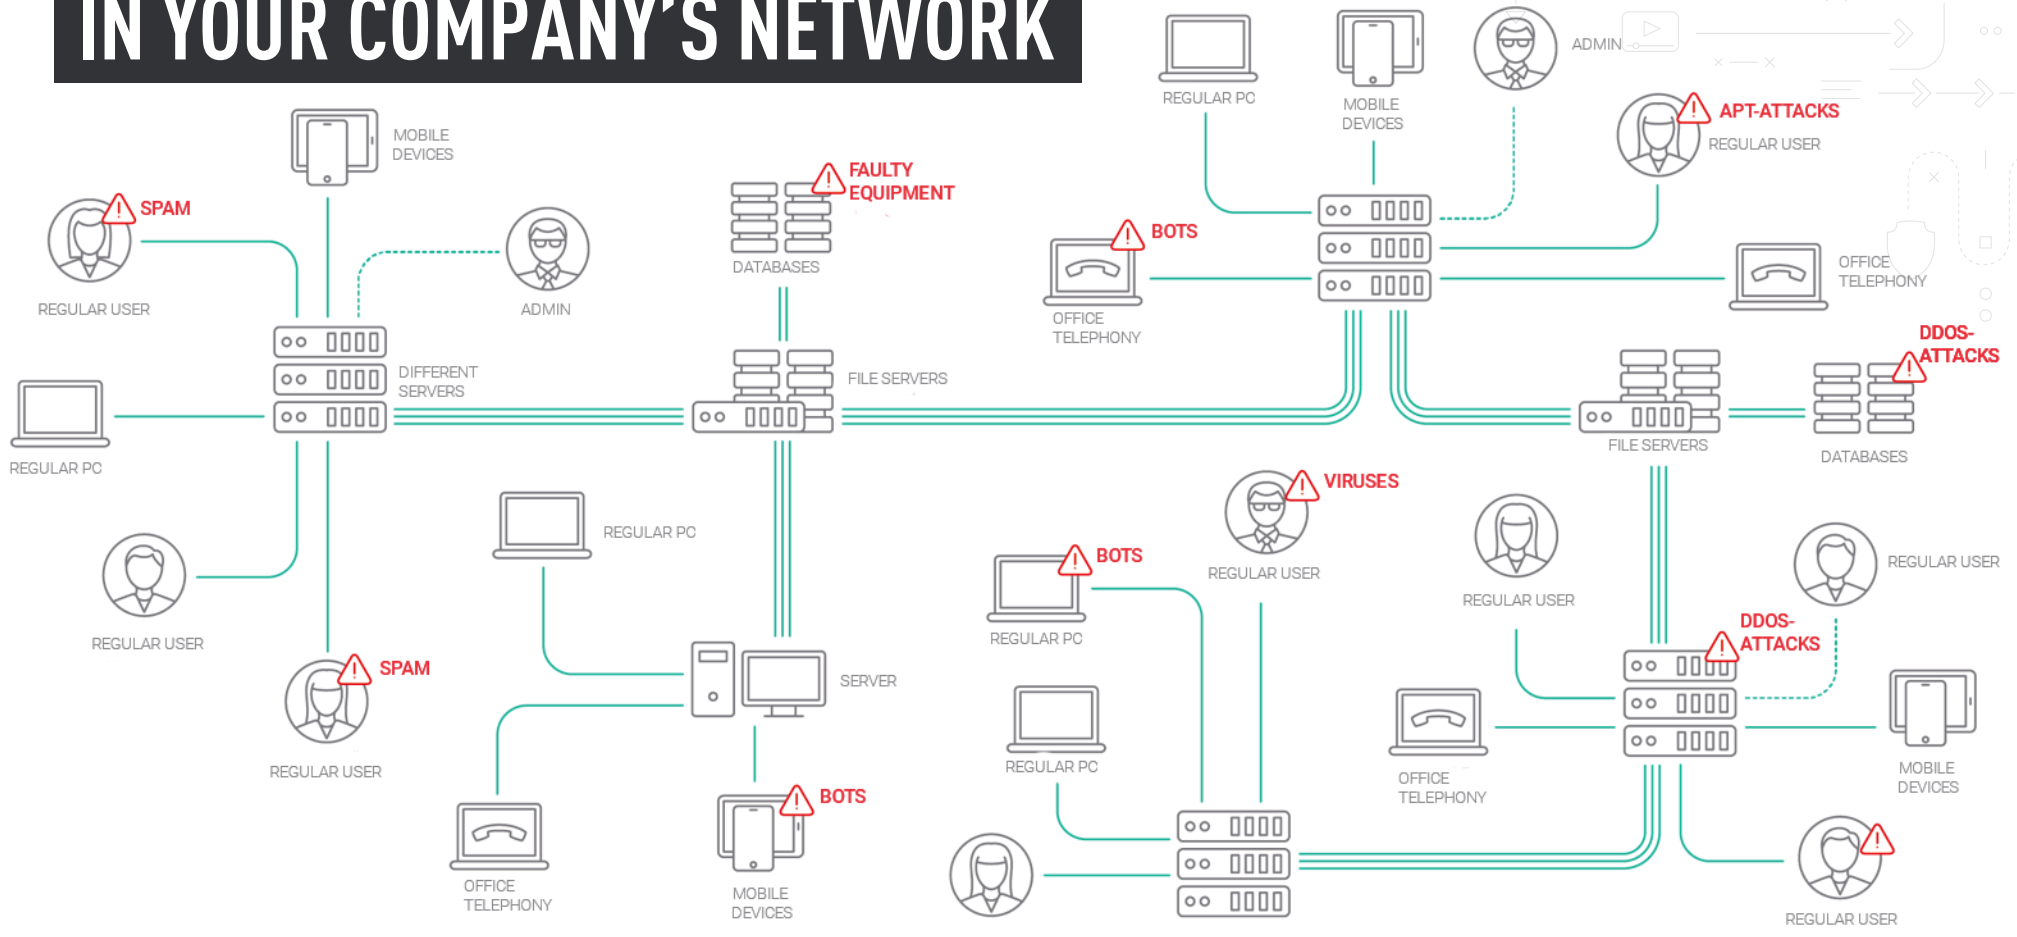 IN YOUR COMPANY'S NETWORK
REGULAR PC
MOBILE
DEVICES
ADMIN
APT-ATTACKS
REGULAR USER
MOBILE
DEVICES
SPAM
REGULAR USER
ADMIN
FAULTY
EQUIPMENT
DATABASES
BOTS
OFFICE
TELEPHONY
OFFICE
TELEPHONY
DIFFERENT
SERVERS
FILE SERVERS
DDOS-
ATTACKS
FILE SERVERS
DATABASES
REGULAR PC
REGULAR USER
SPAM
REGULAR USER
REGULAR PC
SERVER
OFFICE
TELEPHONY
BOTS
MOBILE
DEVICES
VIRUSES
REGULAR USER
BOTS
REGULAR PC
REGULAR PC
REGULAR USER
REGULAR USER
DDOS-
ATTACKS
OFFICE
TELEPHONY
MOBILE
DEVICES
REGULAR USER